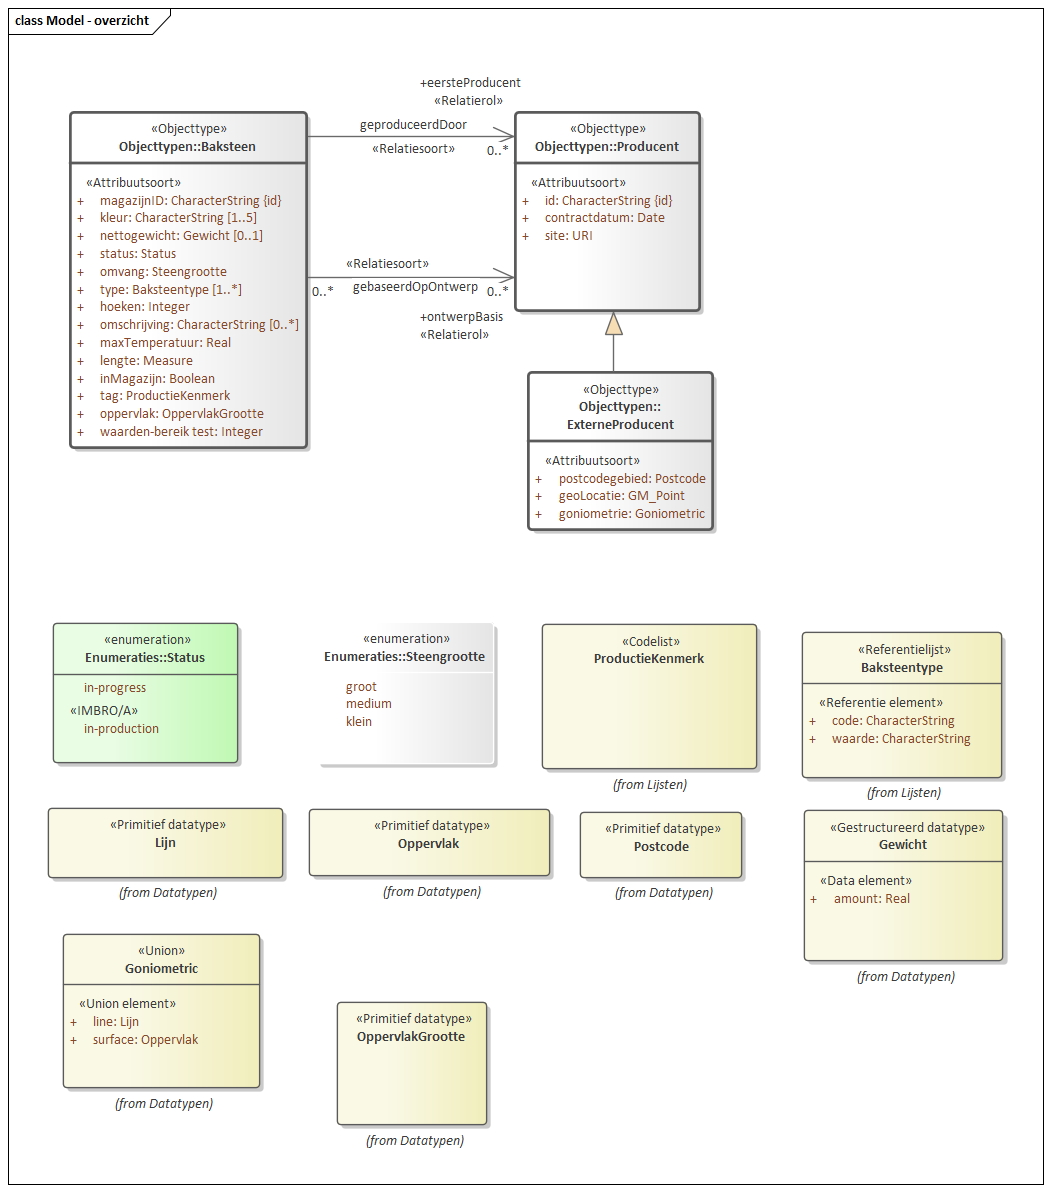 class Model - overzicht
+eersteProducent
«Relatierol»
geproduceerdDoor
«Relatiesoort»
0..*
«Objecttype»
Objecttypen::Baksteen
«Attribuutsoort»
+ magazijnID: CharacterString {id}
+ kleur: CharacterString [1..5]
+ nettogewicht: Gewicht [0..1]
+ status: Status
+ omvang: Steengrootte
+ type: Baksteentype [1..*]
+ hoeken: Integer
+ omschrijving: CharacterString [0..*]
+ maxTemperatuur: Real
+ lengte: Measure
+ inMagazijn: Boolean
+ tag: ProductieKenmerk
+ oppervlak: OppervlakGrootte
+ waarden-bereik test: Integer
«Objecttype»
Objecttypen::Producent
«Attribuutsoort»
+ id: CharacterString {id}
+ contractdatum: Date
+ site: URI
«Relatiesoort»
0..* gebaseerdOpOntwerp 0..*
+ontwerpBasis
«Relatierol»
«Objecttype»
Objecttypen::
ExterneProducent
«Attribuutsoort»
+ postcodegebied: Postcode
+ geoLocatie: GM_Point
+ goniometrie: Goniometric
«enumeration»
Enumeraties::Status
in-progress
«IMBRO/A»
in-production
«enumeration»
Enumeraties::Steengrootte
groot
medium
klein
«Codelist»
ProductieKenmerk
(from Lijsten)
«Referentielijst»
Baksteentype
«Referentie element»
+ code: CharacterString
+ waarde: CharacterString
(from Lijsten)
«Primitief datatype»
Lijn
(from Datatypen)
«Primitief datatype»
Oppervlak
(from Datatypen)
«Primitief datatype»
Postcode
(from Datatypen)
«Gestructureerd datatype»
Gewicht
«Data element»
+ amount: Real
(from Datatypen)
«Union»
Goniometric
«Union element»
+ line: Lijn
+ surface: Oppervlak
(from Datatypen)
«Primitief datatype»
OppervlakGrootte
(from Datatypen)